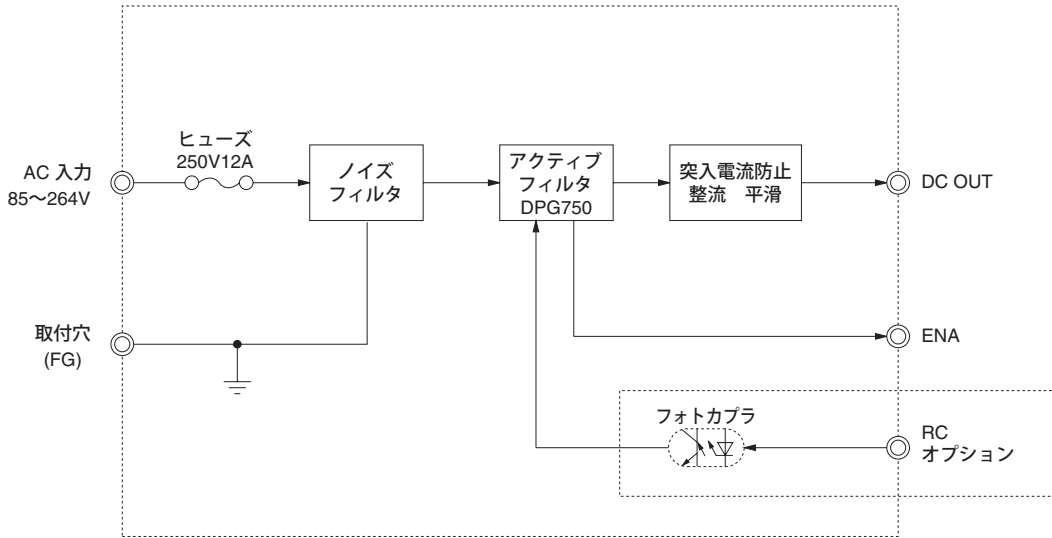 ヒューズ
250V12A
AC 入力
85〜264V
ノイズ
フィルタ
アクティブ
フィルタ
DPG750
突入電流防止
整流 平滑
DC OUT
取付穴
(FG)
ENA
フォトカプラ
RC
オプション